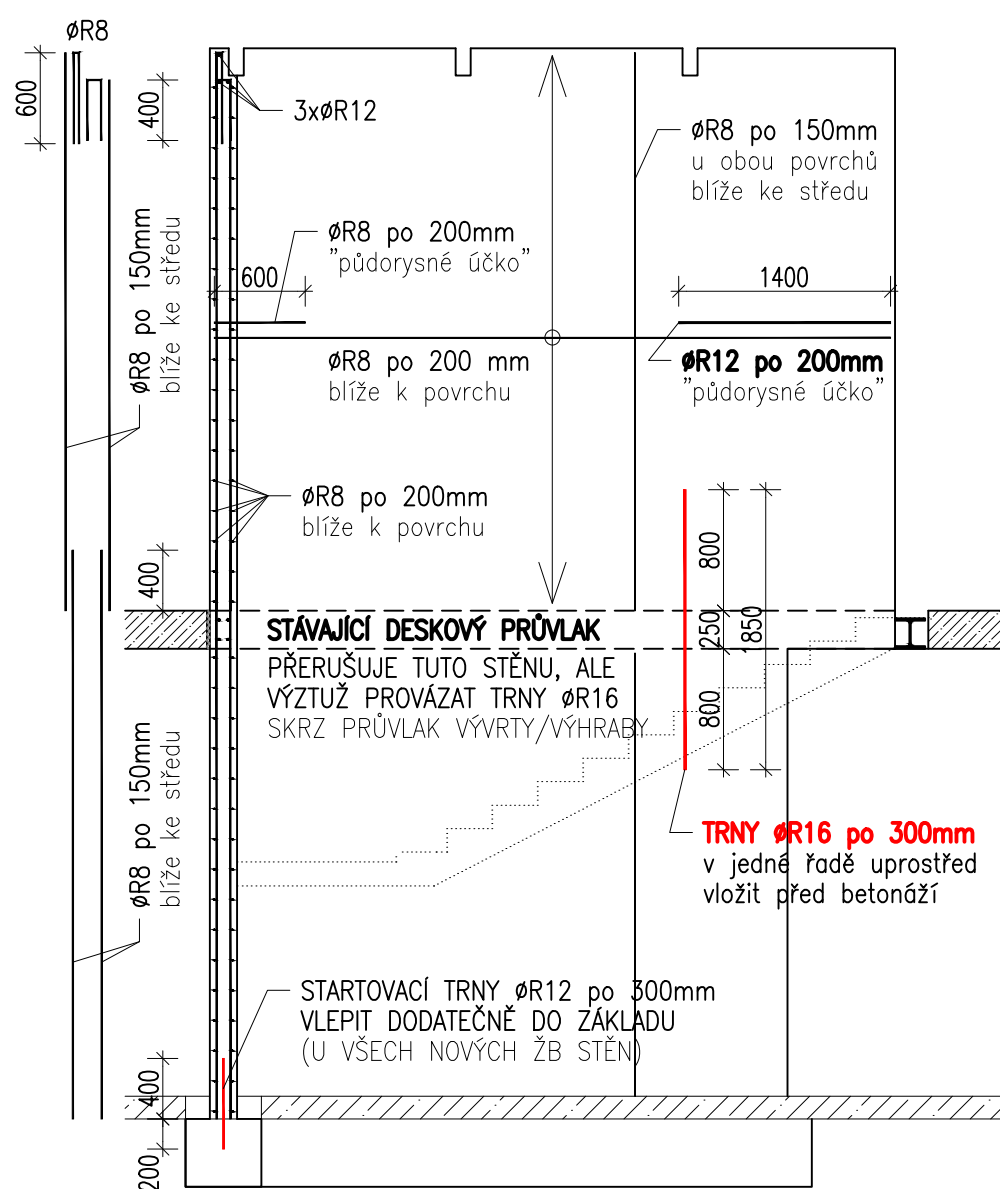 øR8
600
400
3xøR12
øR8 po 150mm
u obou povrchů
blíže ke středu
øR8 po 150mm
blíže ke středu
øR8 po 200mm
"půdorysné účko"
600
1400
øR8 po 200 mm
blíže k povrchu
øR12 po 200mm
"půdorysné účko"
øR8 po 200mm
blíže k povrchu
400
800
250
1850
800
STÁVAJÍCÍ DESKOVÝ PRŮVLAK
PŘERUŠUJE TUTO STĚNU, ALE
VÝZTUŽ PROVÁZAT TRNY øR16
SKRZ PRŮVLAK VÝVRTY/VÝHRABY
øR8 po 150mm
blíže ke středu
TRNY øR16 po 300mm
v jedné řadě uprostřed
vložit před betonáží
STARTOVACÍ TRNY øR12 po 300mm
VLEPIT DODATEČNĚ DO ZÁKLADU
(U VŠECH NOVÝCH ŽB STĚN)
400
200